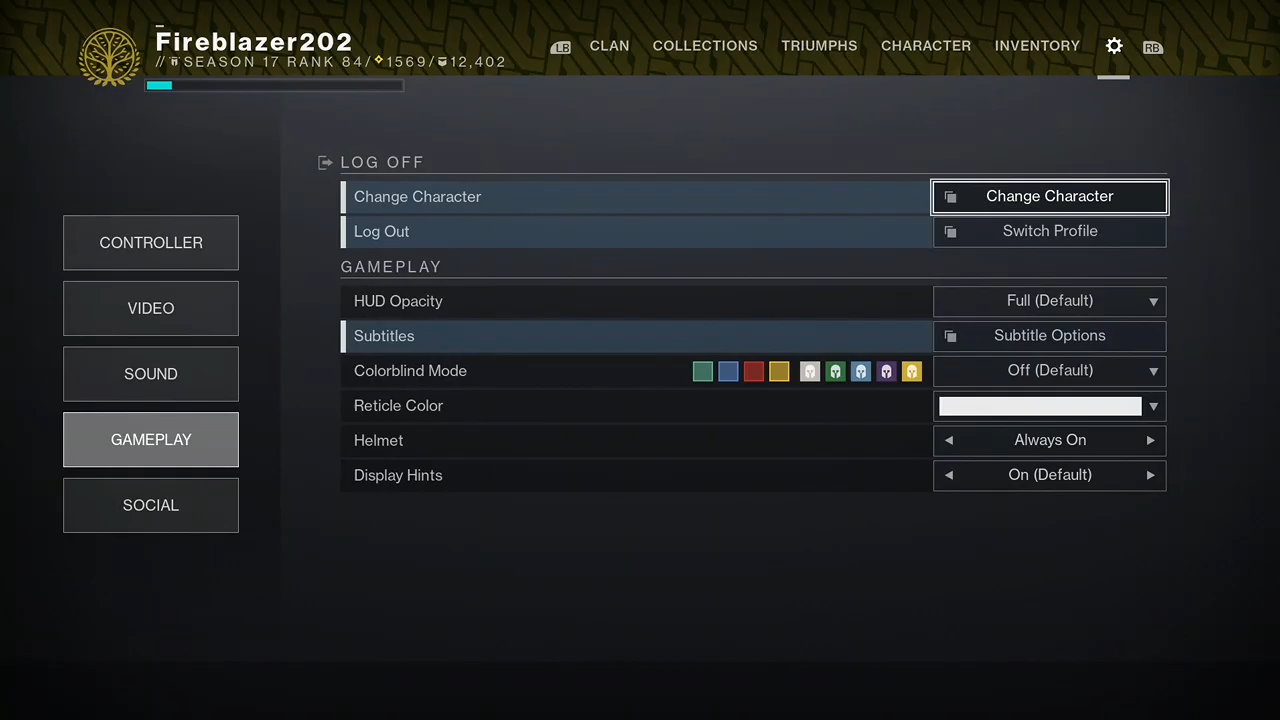 Fireblazer202
// SEASON 17 RANK 84/ 1569/ 12,402
LB CLAN COLLECTIONS TRIUMPHS CHARACTER INVENTORY RB
LOG OFF
Change Character Change Character
Log Out Switch Profile
GAMEPLAY
HUD Opacity Full (Default)
Subtitles Subtitle Options
Colorblind Mode Off (Default)
Reticle Color
Helmet Always On
Display Hints On (Default)
CONTROLLER
VIDEO
SOUND
GAMEPLAY
SOCIAL